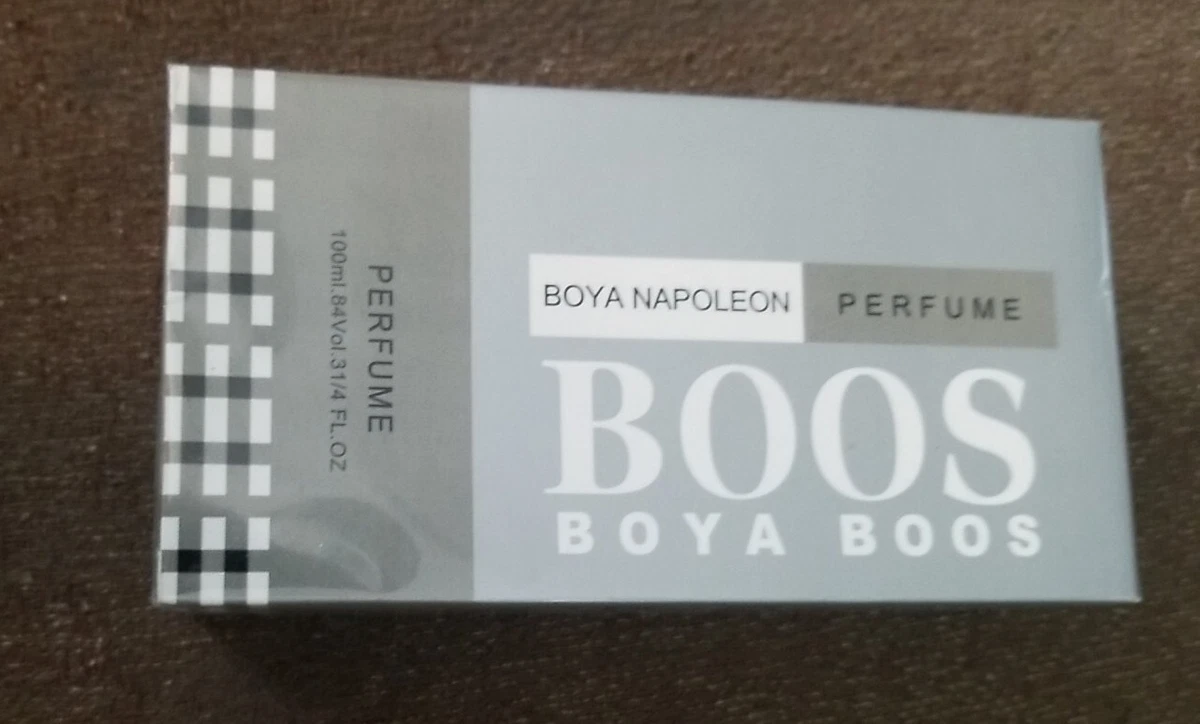 BOYA NAPOLEON PERFUME
BOOS
BOYA BOOS
PERFUME
100ml.84Vol.31/4 FL.OZ